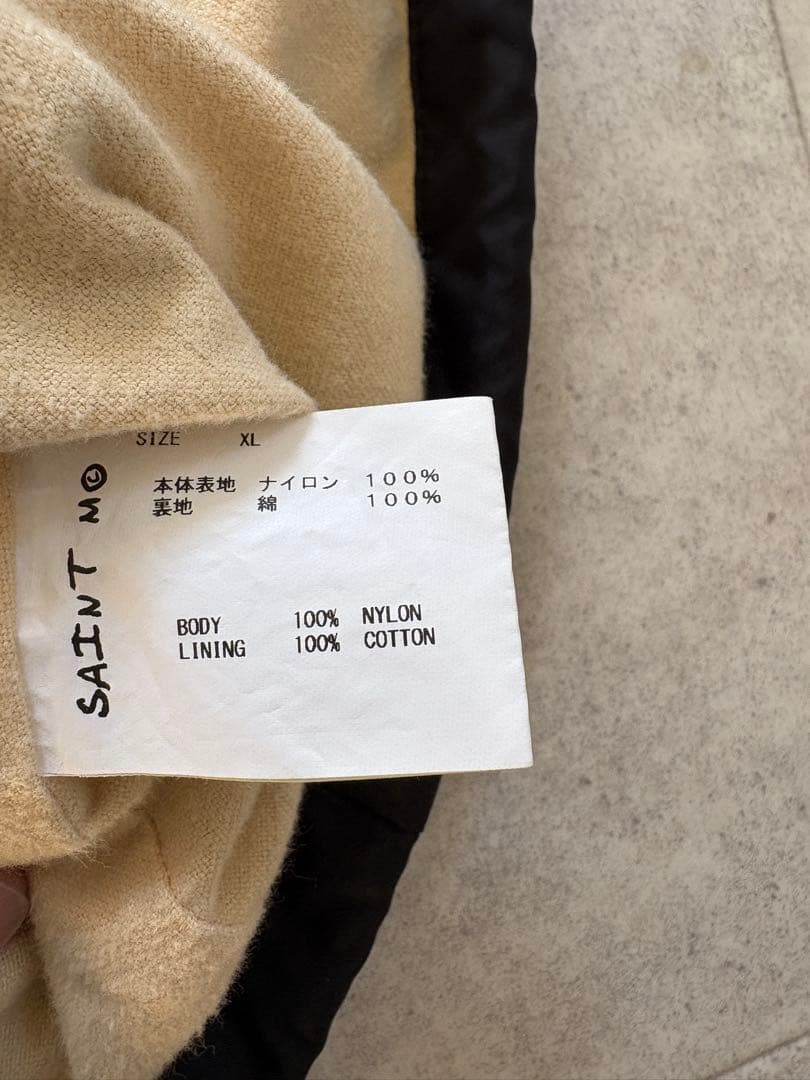 SIZE XL
本体表地 ナイロン 100%
裏地 綿 100%
BODY 100% NYLON
LINING 100% COTTON
SAINT M©